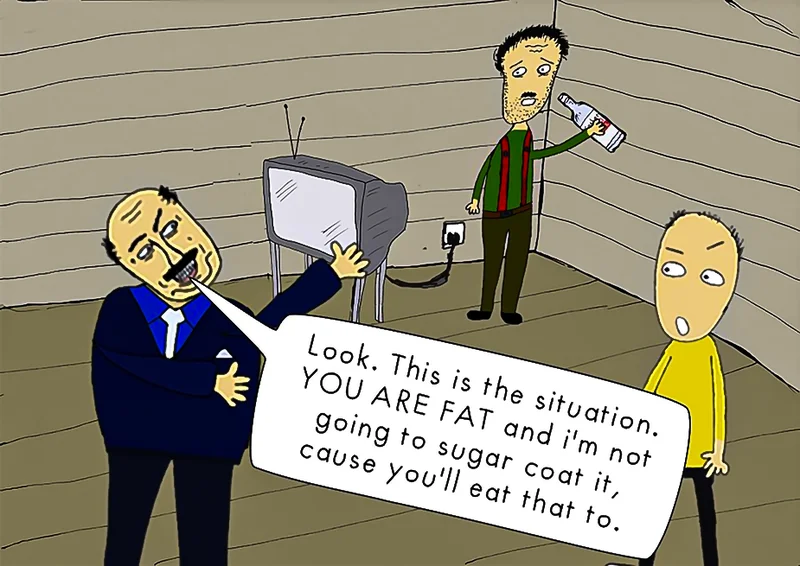 Look. This is the situation.
YOU ARE FAT and i'm not
going to sugar coat it,
cause you'll eat that to.